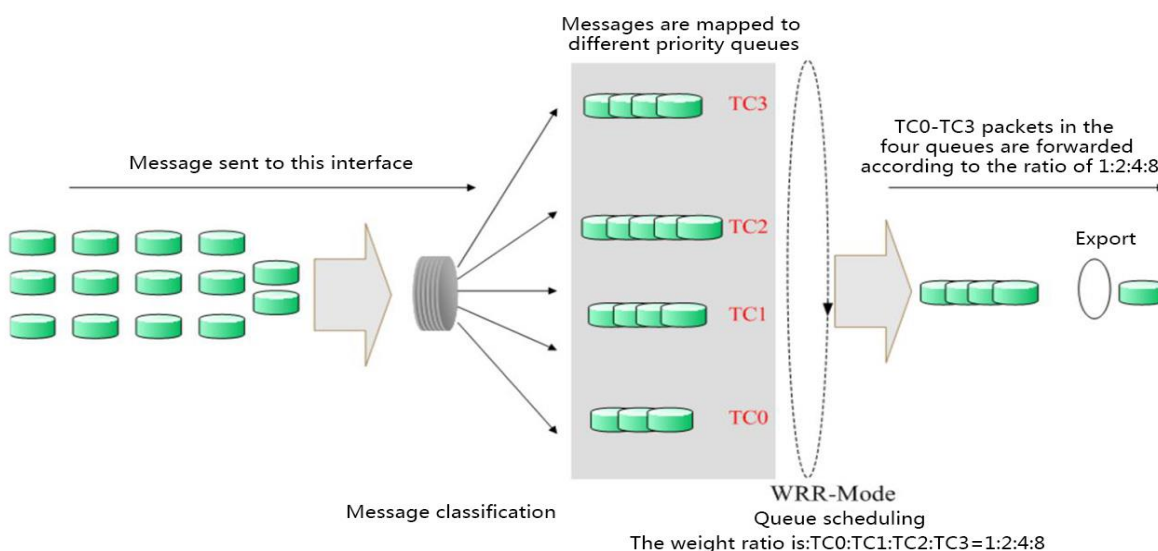 Messages are mapped to
different priority queues
TC3
TC0-TC3 packets in the
four queues are forwarded
according to the ratio of 1:2:4:8
Message sent to this interface
TC2
Export
TC1
TC0
WRR-Mode
Message classification
Queue scheduling
The weight ratio is:TC0:TC1:TC2:TC3=1:2:4:8